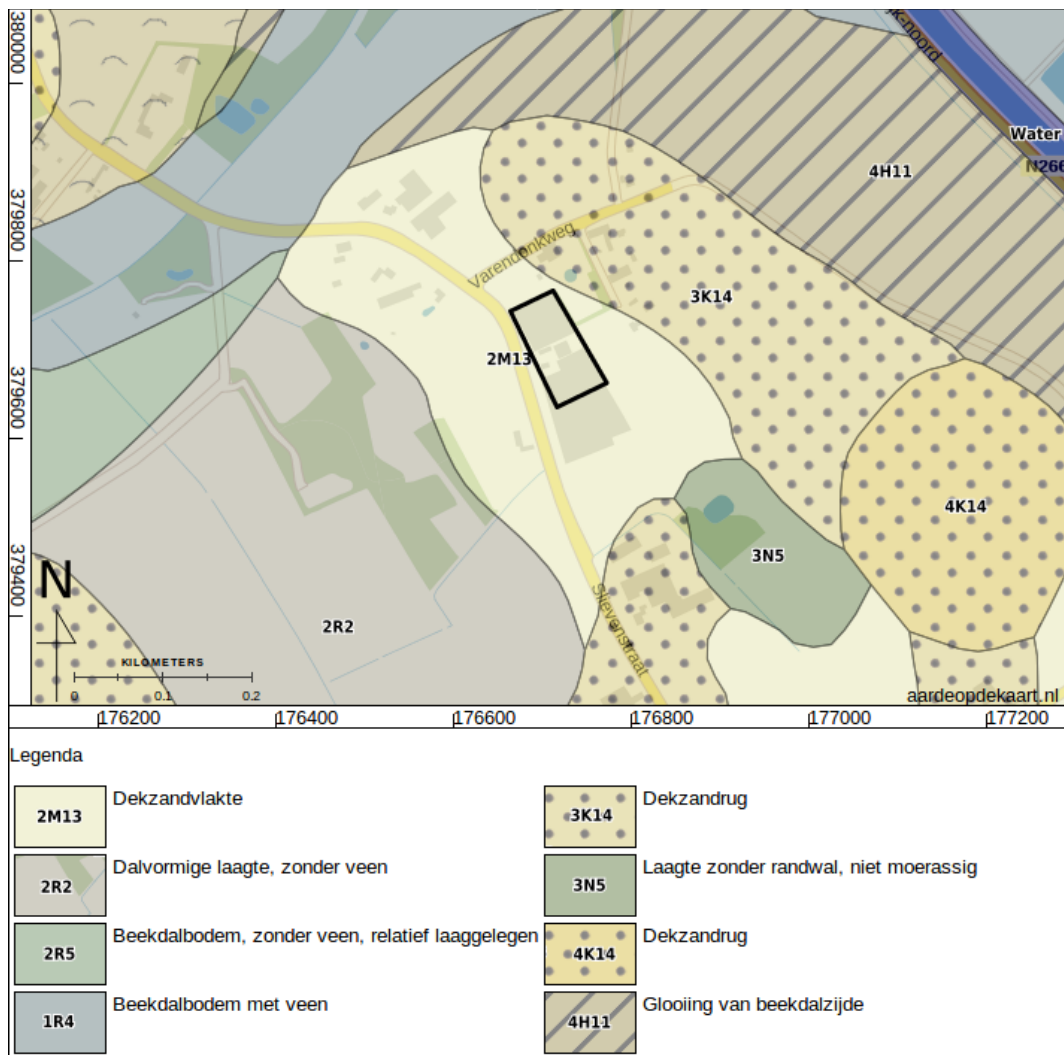 380000
379800
379600
379400
k-noord
Water
N266
4H11
Varendonkweg
3K14
2M13
4K14
3N5
2R2
Slievenstraat
N
KILOMETERS
0 0.1 0.2
aardeopdekaart.nl
176200 176400 176600 176800 177000 177200
Legenda
2M13 Dekzandvlakte
2R2 Dalvormige laagte, zonder veen
2R5 Beekdalbodem, zonder veen, relatief laaggelegen
1R4 Beekdalbodem met veen
3K14 Dekzandrug
3N5 Laagte zonder randwal, niet moerassig
4K14 Dekzandrug
4H11 Glooiing van beekdalzijde